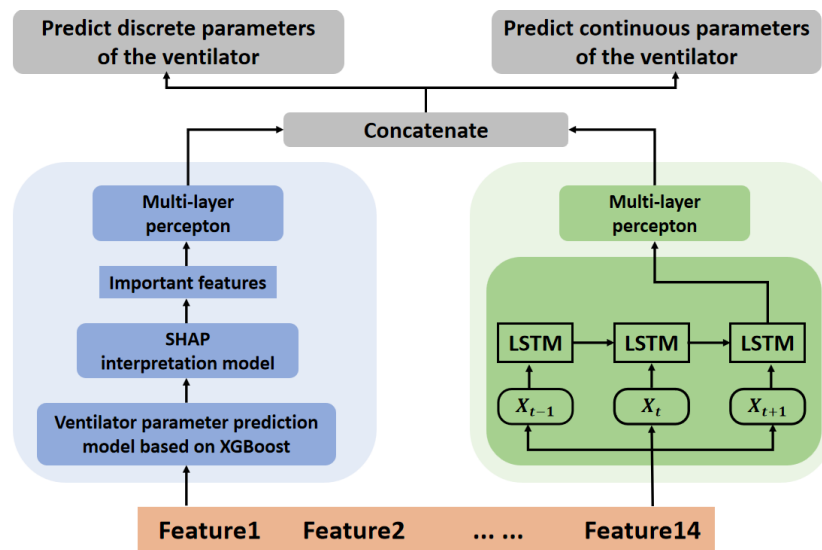 Predict discrete parameters
of the ventilator
Predict continuous parameters
of the ventilator
Concatenate
Multi-layer
percepton
Important features
SHAP
interpretation model
Ventilator parameter prediction
model based on XGBoost
Multi-layer
percepton
LSTM LSTM LSTM
X_{t-1} X_t X_{t+1}
Feature1 Feature2 ... ... Feature14